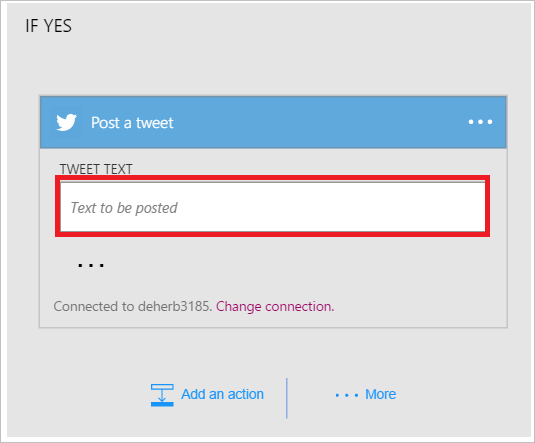 IF YES
Post a tweet
TWEET TEXT
Text to be posted
Connected to deherb3185. Change connection.
Add an action
More